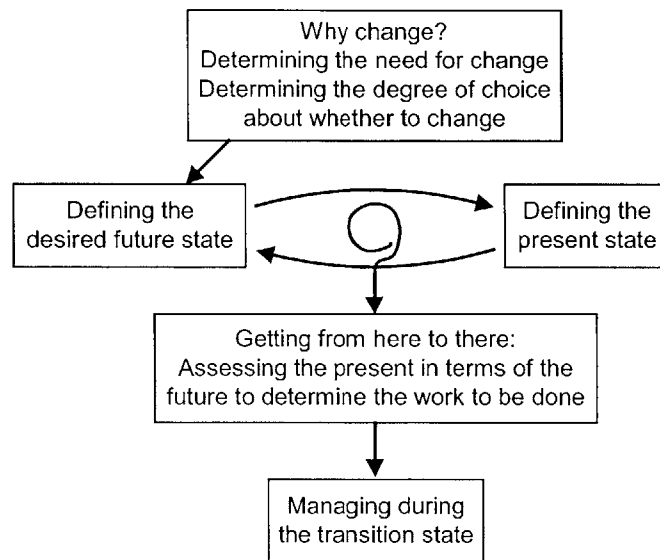 Why change?
Determining the need for change
Determining the degree of choice
about whether to change
Defining the
desired future state
Defining the
present state
Getting from here to there:
Assessing the present in terms of the
future to determine the work to be done
Managing during
the transition state